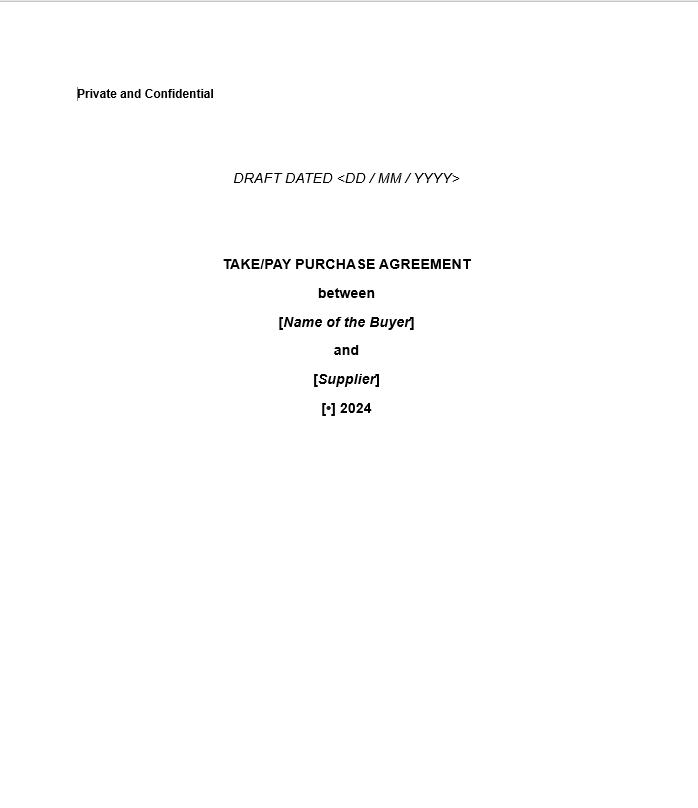 Private and Confidential
DRAFT DATED <DD / MM / YYYY>
TAKE/PAY PURCHASE AGREEMENT
between
[Name of the Buyer]
and
[Supplier]
[•] 2024